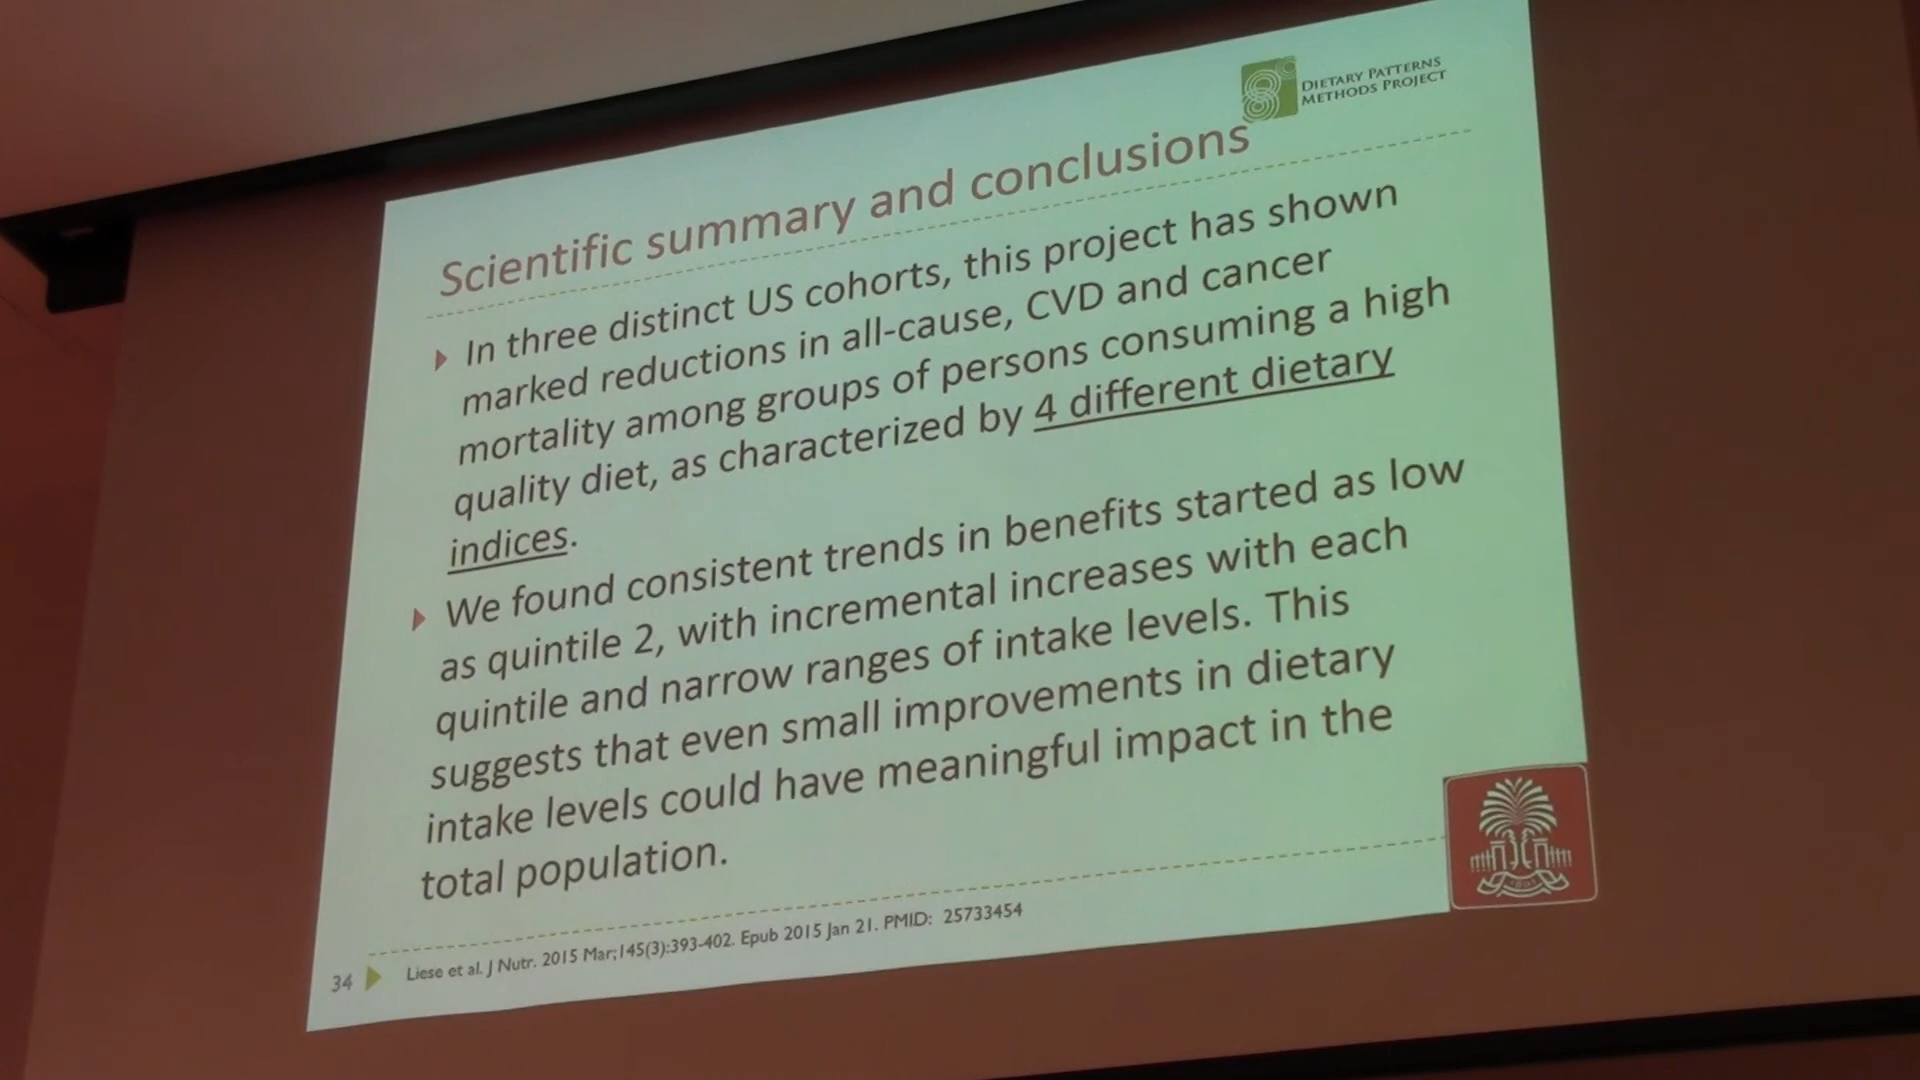 DIETARY PATTERNS
METHODS PROJECT
Scientific summary and conclusions
In three distinct US cohorts, this project has shown
marked reductions in all-cause, CVD and cancer
mortality among groups of persons consuming a high
quality diet, as characterized by 4 different dietary
indices.
We found consistent trends in benefits started as low
as quintile 2, with incremental increases with each
quintile and narrow ranges of intake levels. This
suggests that even small improvements in dietary
intake levels could have meaningful impact in the
total population.
34
Liese et al. J Nutr. 2015 Mar;145(3):393-402. Epub 2015 Jan 21. PMID: 25733454